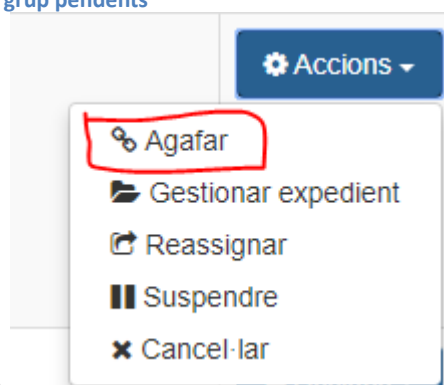 grup pendents
Accions
Agafar
Gestionar expedient
Reassignar
Suspendre
Cancel·lar